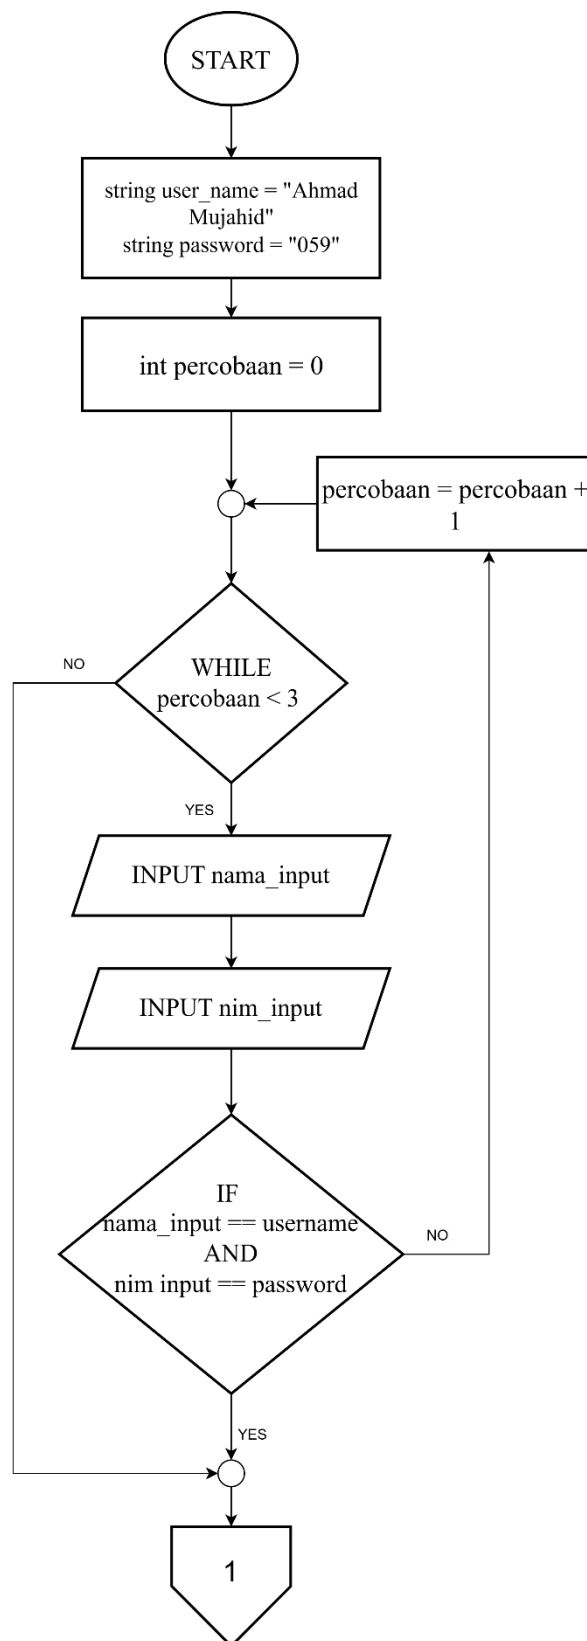 START
string user_name = "Ahmad
Mujahid"
string password = "059"
int percobaan = 0
percobaan = percobaan +
1
NO
WHILE
percobaan < 3
YES
INPUT nama_input
INPUT nim_input
IF
nama_input == username
AND
nim input == password
NO
YES
1